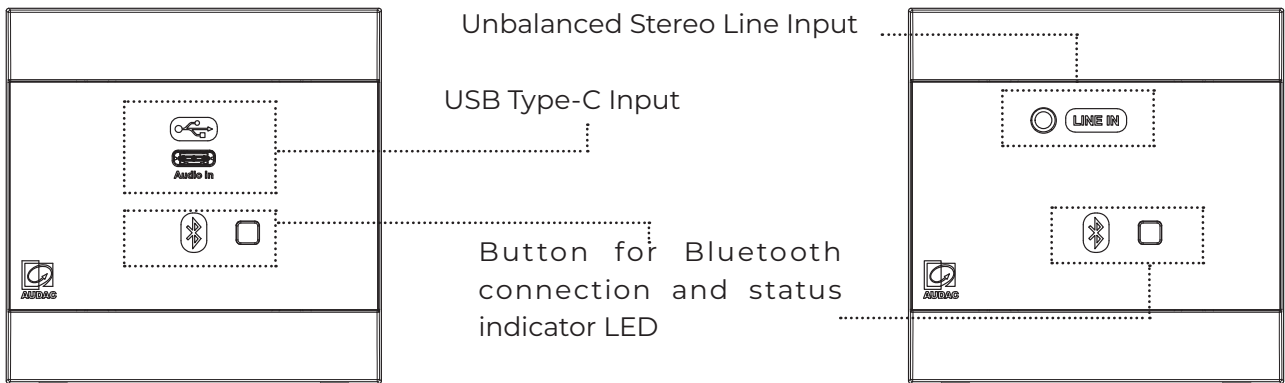 Unbalanced Stereo Line Input
USB Type-C Input
Audio in
LINE IN
Button for Bluetooth
connection and status
indicator LED
AUDAC
AUDAC